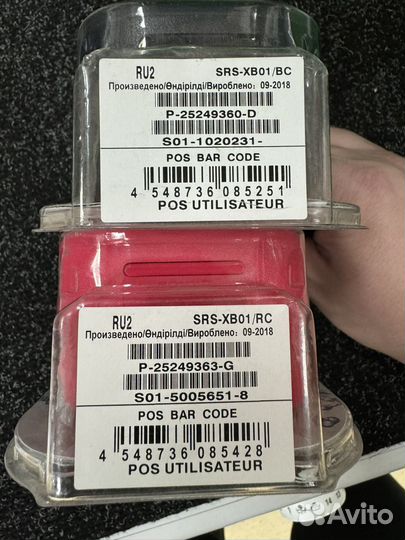 RU2 SRS-XB01/BC
Произведено/Өндірілді/Вироблено: 09-2018
P-25249360-D
S01-1020231-
POS BAR CODE
4 548736 085251
POS UTILISATEUR
RU2 SRS-XB01/RC
Произведено/Өндірілді/Вироблено: 09-2018
P-25249363-G
S01-5005651-8
POS BAR CODE
4 548736 085428
POS UTILISATEUR
Avito